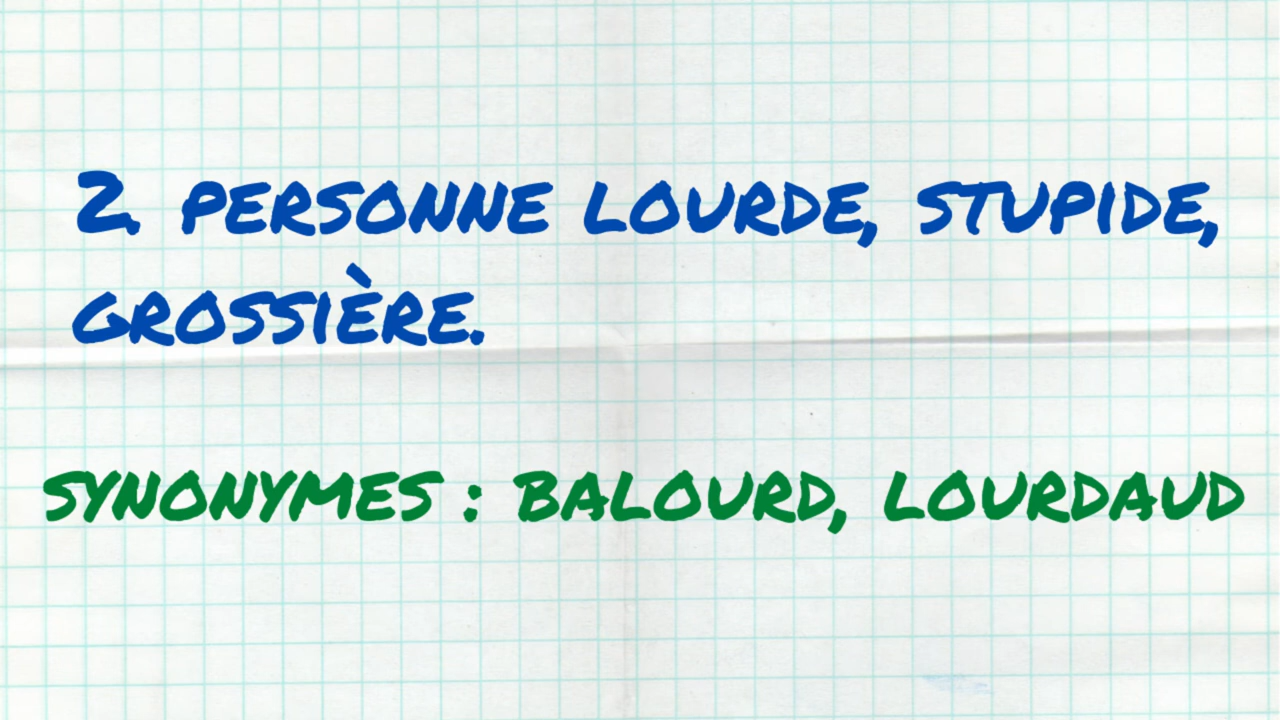 2. PERSONNE LOURDE, STUPIDE,
GROSSIÈRE.
SYNONYMES : BALOURD, LOURDAUD